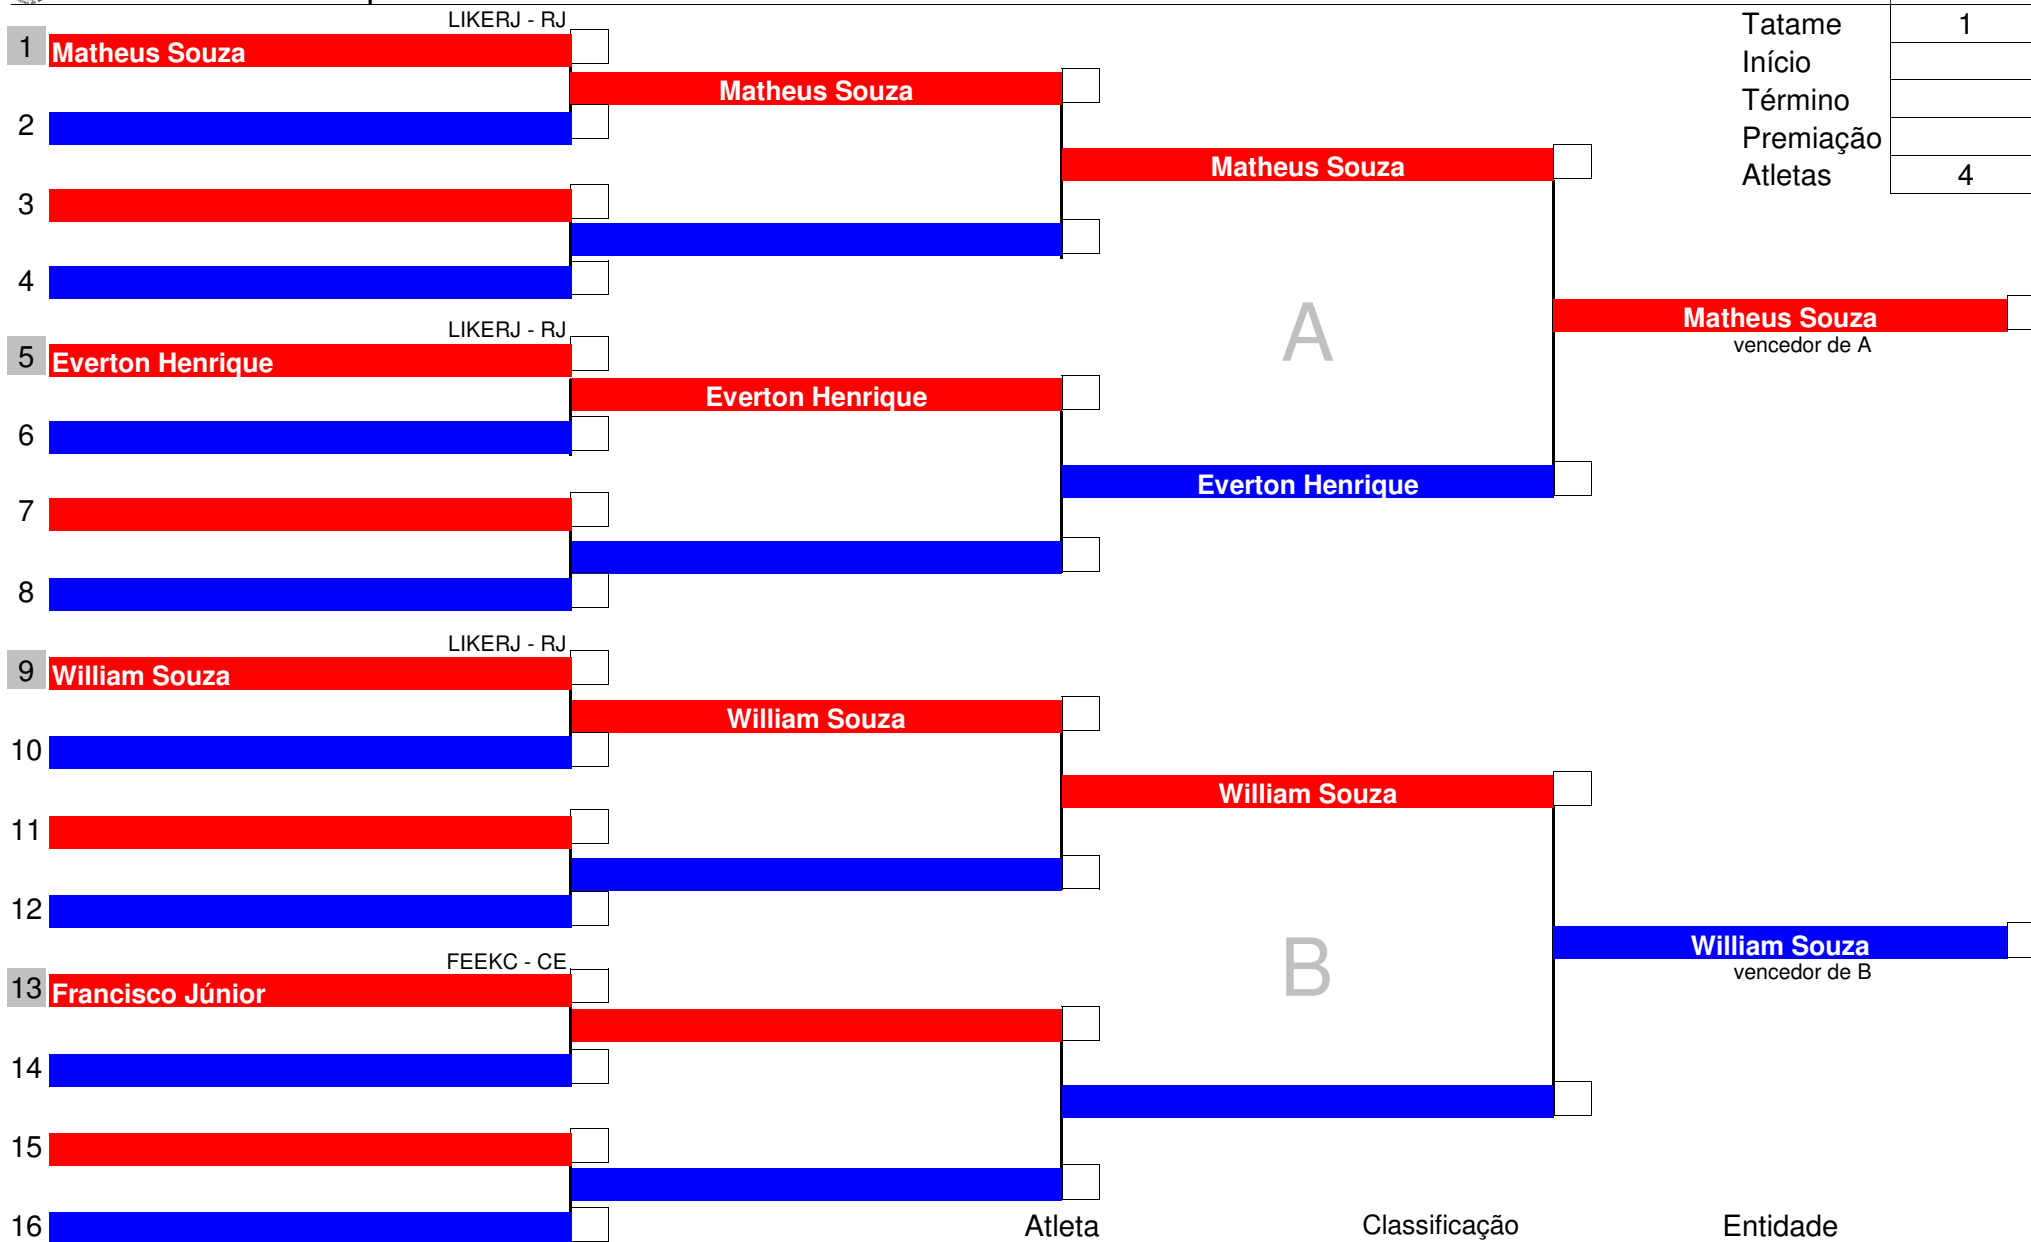 LIKERJ - RJ
Tatame 1
1 Matheus Souza
Início
Matheus Souza
Término
2
Premiação
Matheus Souza
Atletas 4
3
4
Matheus Souza
LIKERJ - RJ
A
vencedor de A
5 Everton Henrique
Everton Henrique
6
Everton Henrique
7
8
LIKERJ - RJ
9 William Souza
William Souza
10
William Souza
11
12
William Souza
FEEKC - CE
B
vencedor de B
13 Francisco Júnior
14
15
16
Atleta Classificação Entidade